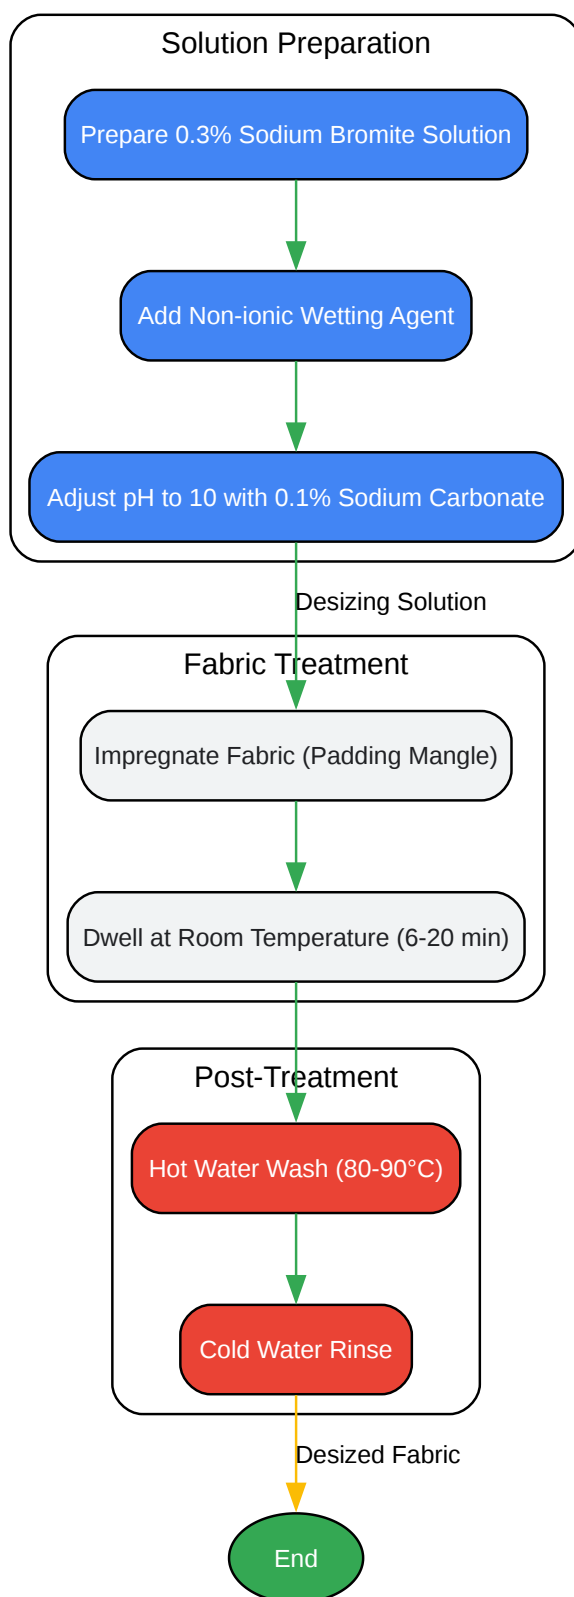 Solution Preparation
Prepare 0.3% Sodium Bromite Solution
Add Non-ionic Wetting Agent
Adjust pH to 10 with 0.1% Sodium Carbonate
Desizing Solution
Fabric Treatment
Impregnate Fabric (Padding Mangle)
Dwell at Room Temperature (6-20 min)
Post-Treatment
Hot Water Wash (80-90°C)
Cold Water Rinse
Desized Fabric
End